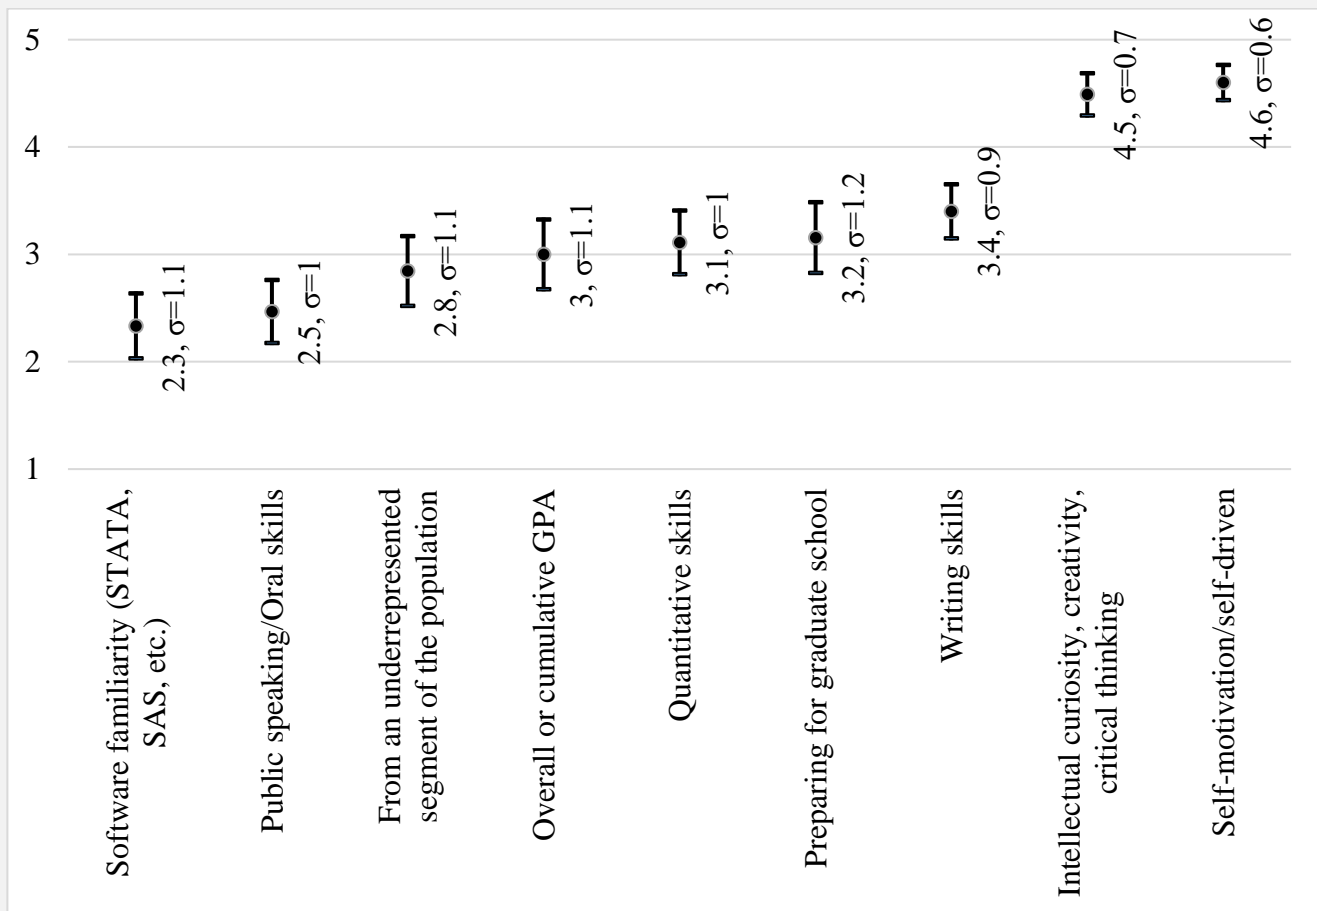 5
4
3
2
1
2.3, σ=1.1
2.5, σ=1
2.8, σ=1.1
3, σ=1.1
3.1, σ=1
3.2, σ=1.2
3.4, σ=0.9
4.5, σ=0.7
4.6, σ=0.6
Software familiarity (STATA,
SAS, etc.)
Public speaking/Oral skills
From an underrepresented
segment of the population
Overall or cumulative GPA
Quantitative skills
Preparing for graduate school
Writing skills
Intellectual curiosity, creativity,
critical thinking
Self-motivation/self-driven